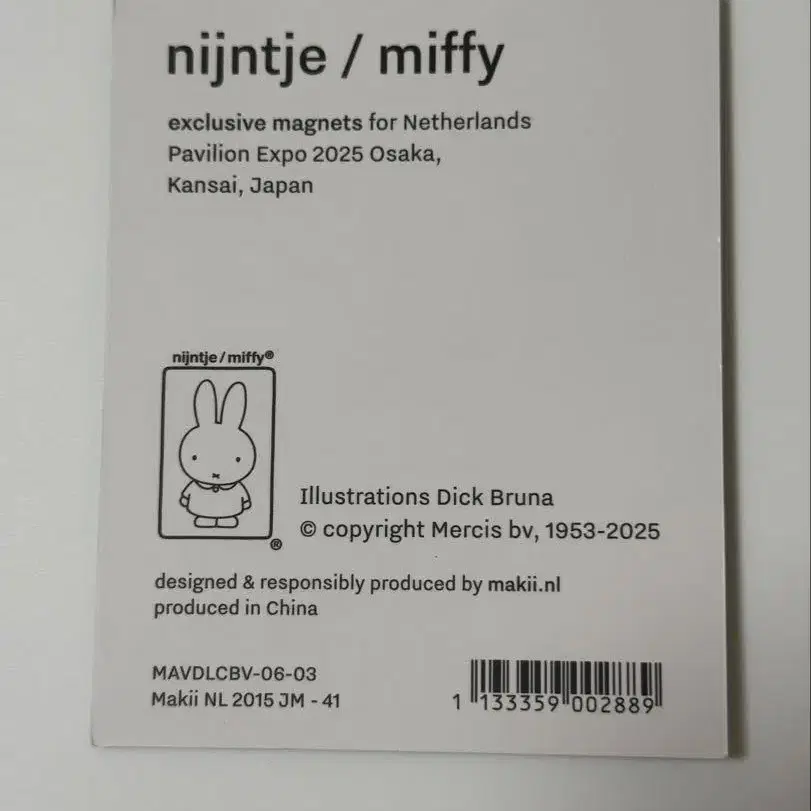 nijntje / miffy
exclusive magnets for Netherlands
Pavilion Expo 2025 Osaka,
Kansai, Japan
nijntje / miffy®
®
Illustrations Dick Bruna
© copyright Mercis bv, 1953-2025
designed & responsibly produced by makii.nl
produced in China
MAVDLCBV-06-03
Makii NL 2015 JM - 41
1 133359 002889